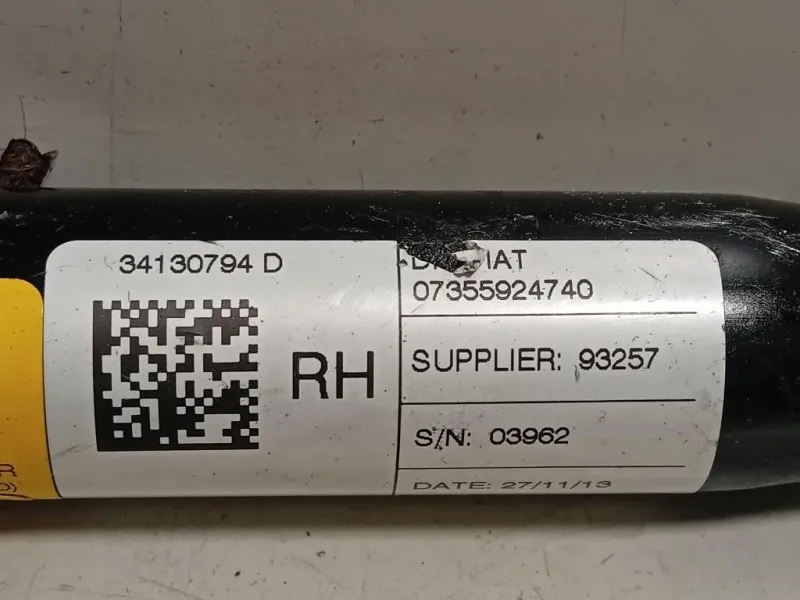 34130794 D
RH
07355924740
SUPPLIER: 93257
S/N: 03962
DATE: 27/11/13